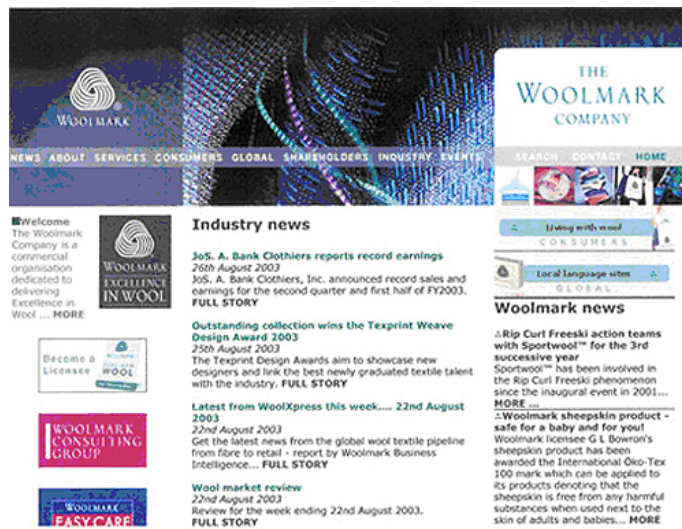 WOOLMARK
THE
WOOLMARK
COMPANY
NEWS ABOUT SERVICES CONSUMERS GLOBAL SHAREHOLDERS INDUSTRY EVENTS SEARCH CONTACT HOME
Welcome
The Woolmark
Company is a
commercial
organisation
dedicated to
delivering
Excellence in
Wool ... MORE
WOOLMARK
EXCELLENCE
IN WOOL
Become a
Licensee
WOOL
WOOLMARK
CONSULTING
GROUP
WOOLMARK
EASY CARE
Industry news
JoS. A. Bank Clothiers reports record earnings
26th August 2003
JoS. A. Bank Clothiers, Inc. announced record sales and
earnings for the second quarter and first half of FY2003.
FULL STORY
Outstanding collection wins the Texprint Weave
Design Award 2003
25th August 2003
The Texprint Design Awards aim to showcase new
designers and link the best newly graduated textile talent
with the industry. FULL STORY
Latest from WoolXpress this week.... 22nd August
2003
22nd August 2003
Get the latest news from the global wool textile pipeline
from fibre to retail - report by Woolmark Business
Intelligence... FULL STORY
Wool market review
22nd August 2003
Review for the week ending 22nd August 2003.
FULL STORY
Living with wool
CONSUMERS
Local language sites
GLOBAL
Woolmark news
Rip Curl Freeski action teams
with Sportwool™ for the 3rd
successive year
Sportwool™ has been involved in
the Rip Curl Freeski phenomenon
since the inaugural event in 2001...
MORE ...
Woolmark sheepskin product -
safe for a baby and for you!
Woolmark licensee G L Bowron's
sheepskin product has been
awarded the International Öko-Tex
100 mark which can be applied to
its products denoting that the
sheepskin is free from any harmful
substances when used next to the
skin of adults and babies... MORE